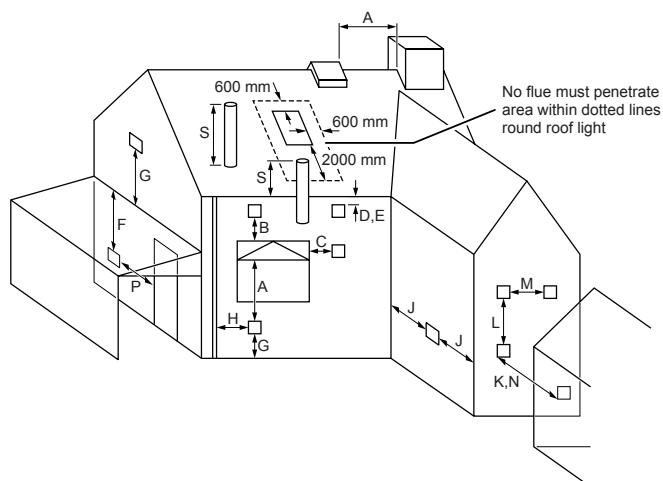 A
600 mm
No flue must penetrate
area within dotted lines
round roof light
600 mm
S
2000 mm
S
G
F
D,E
B
C
P
A
M
H
J
J
L
G
K,N